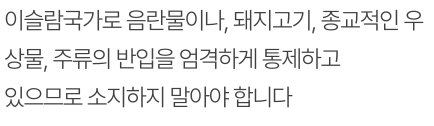 이슬람국가로 음란물이나, 돼지고기, 종교적인 우
상물, 주류의 반입을 엄격하게 통제하고
있으므로 소지하지 말아야 합니다